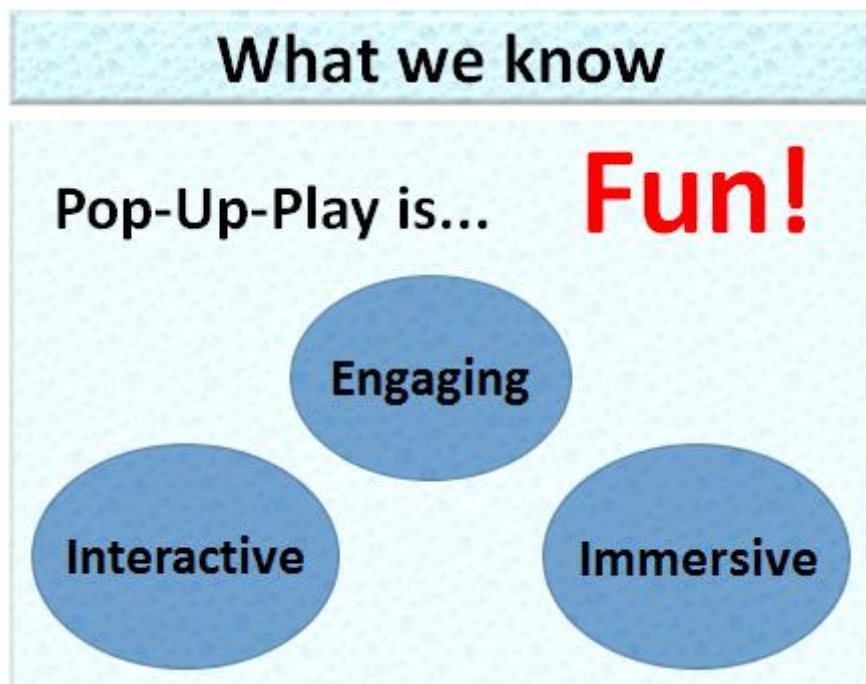 What we know
Pop-Up-Play is... Fun!
Engaging
Interactive
Immersive